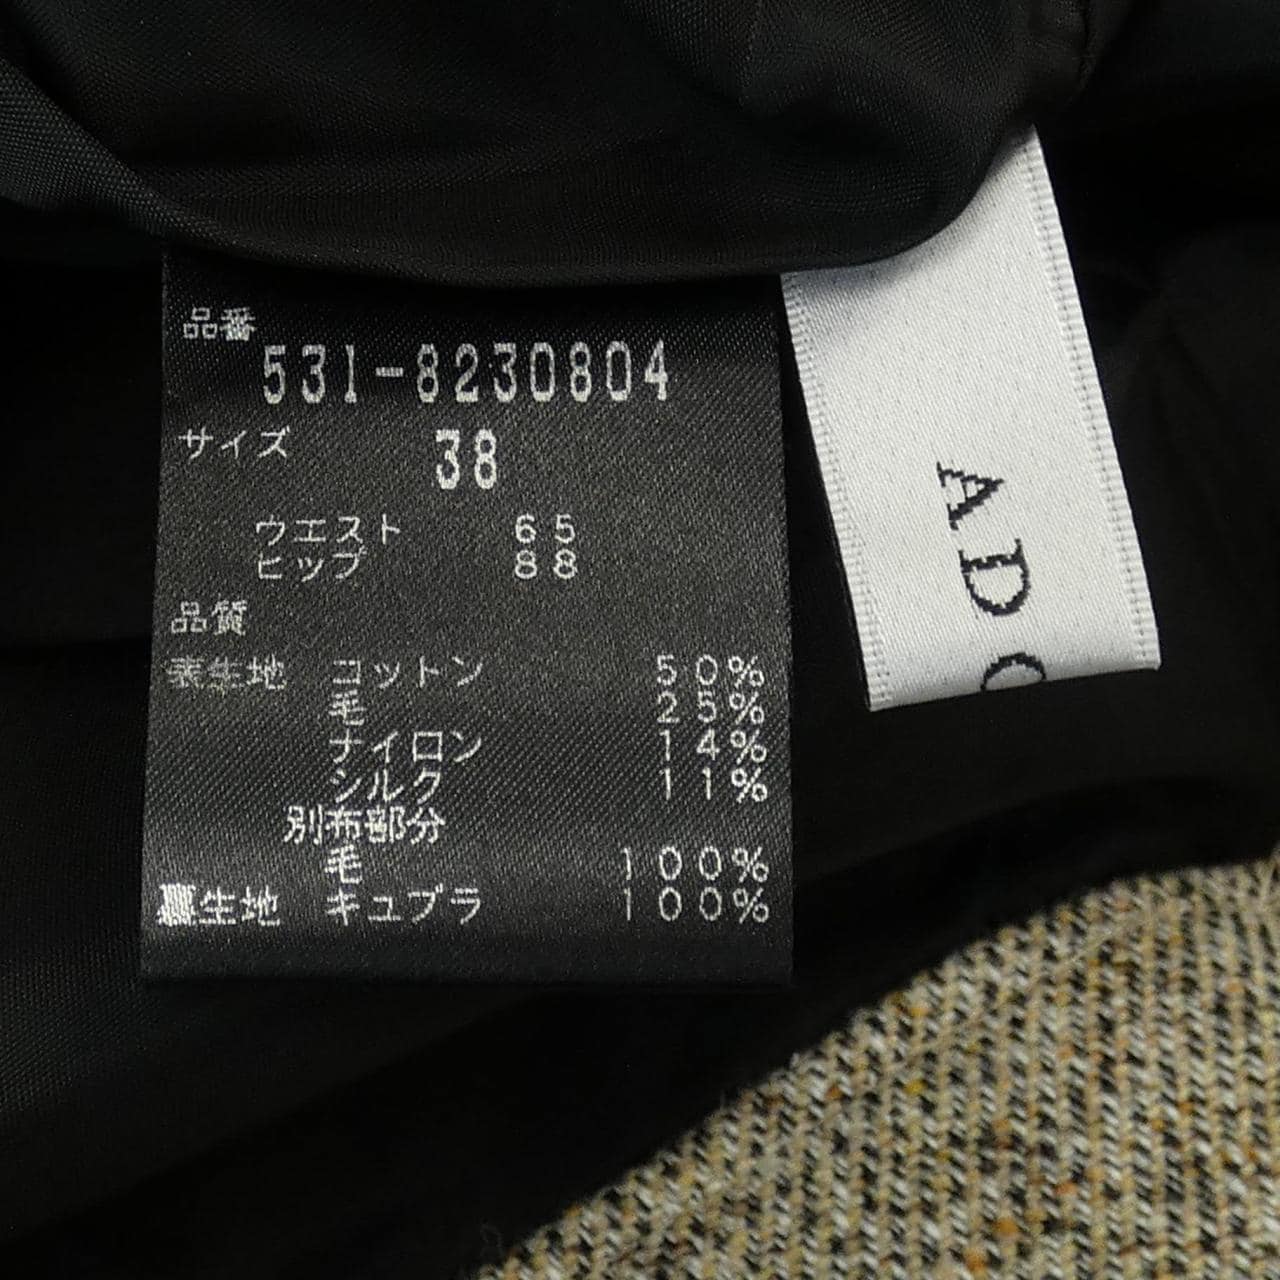 品番
531-8230804
サイズ 38
ウエスト 65
ヒップ 88
品質
表生地 コットン 50%
毛 25%
ナイロン 14%
シルク 11%
別布部分
毛 100%
裏生地 キュプラ 100%
ADO